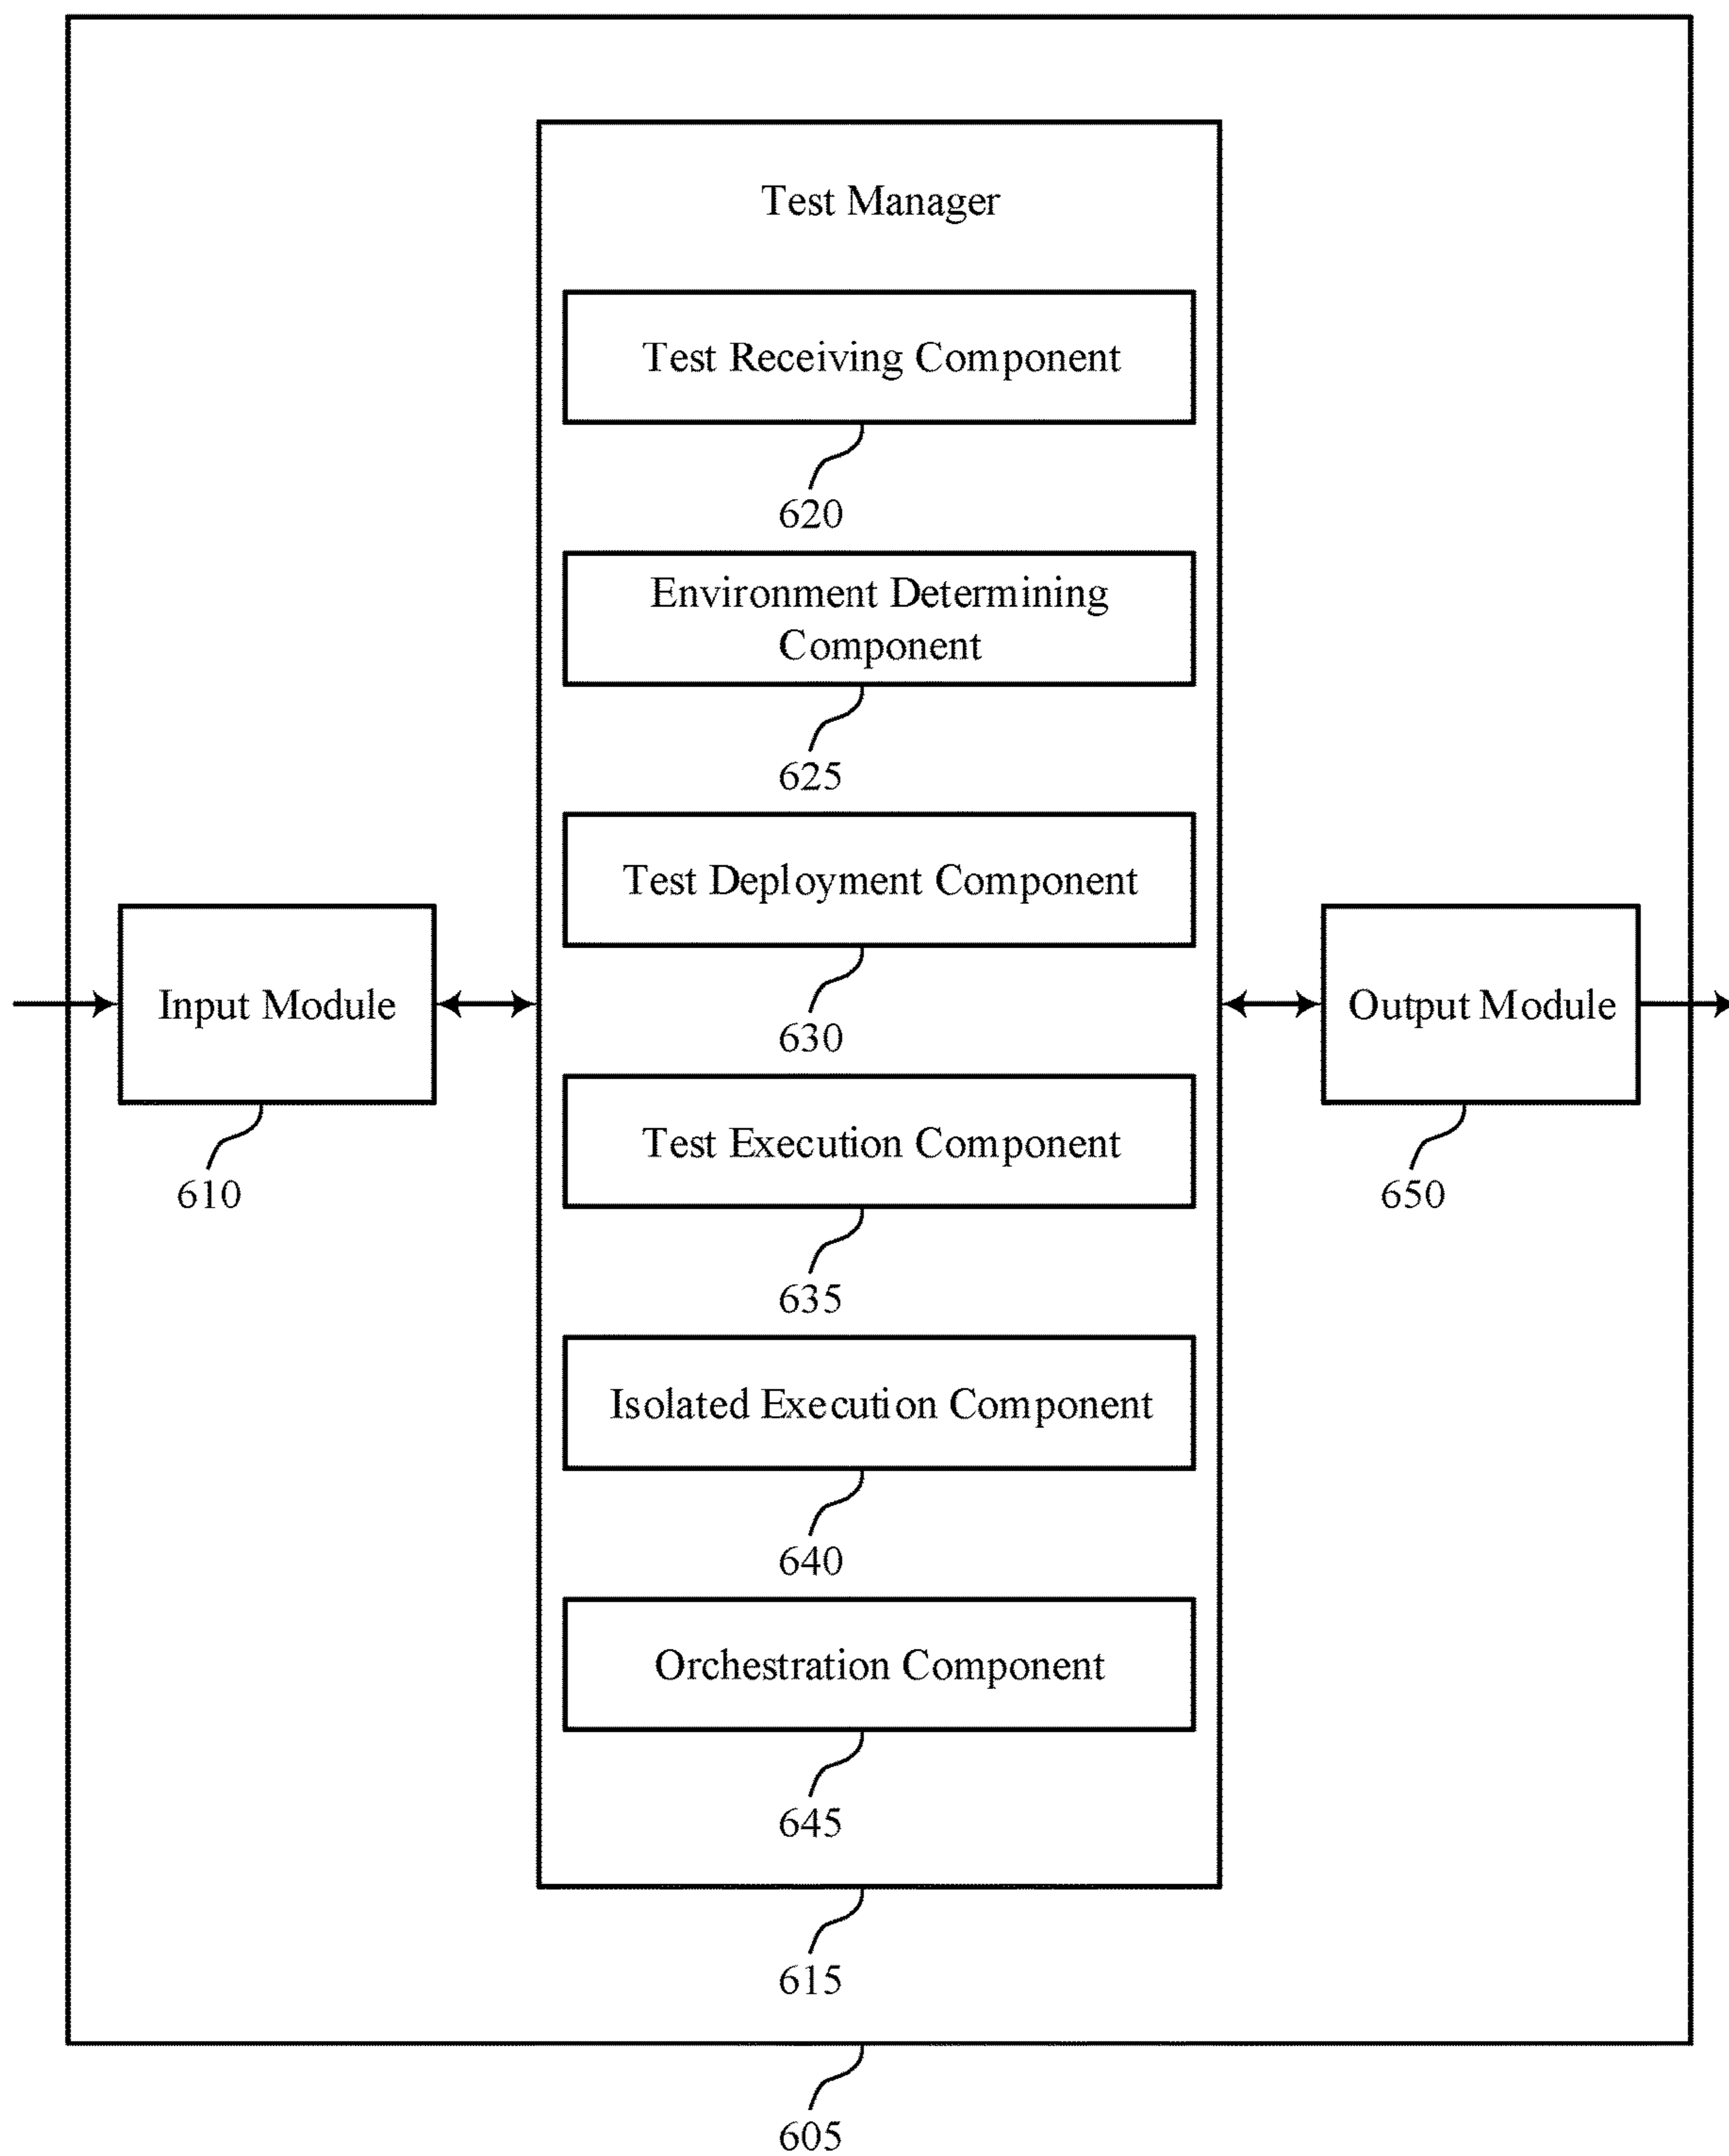 Test Manager
Test Receiving Component
620
Environment Determining
Component
625
Test Deployment Component
630
Input Module
610
Output Module
650
Test Execution Component
635
Isolated Execution Component
640
Orchestration Component
645
615
605